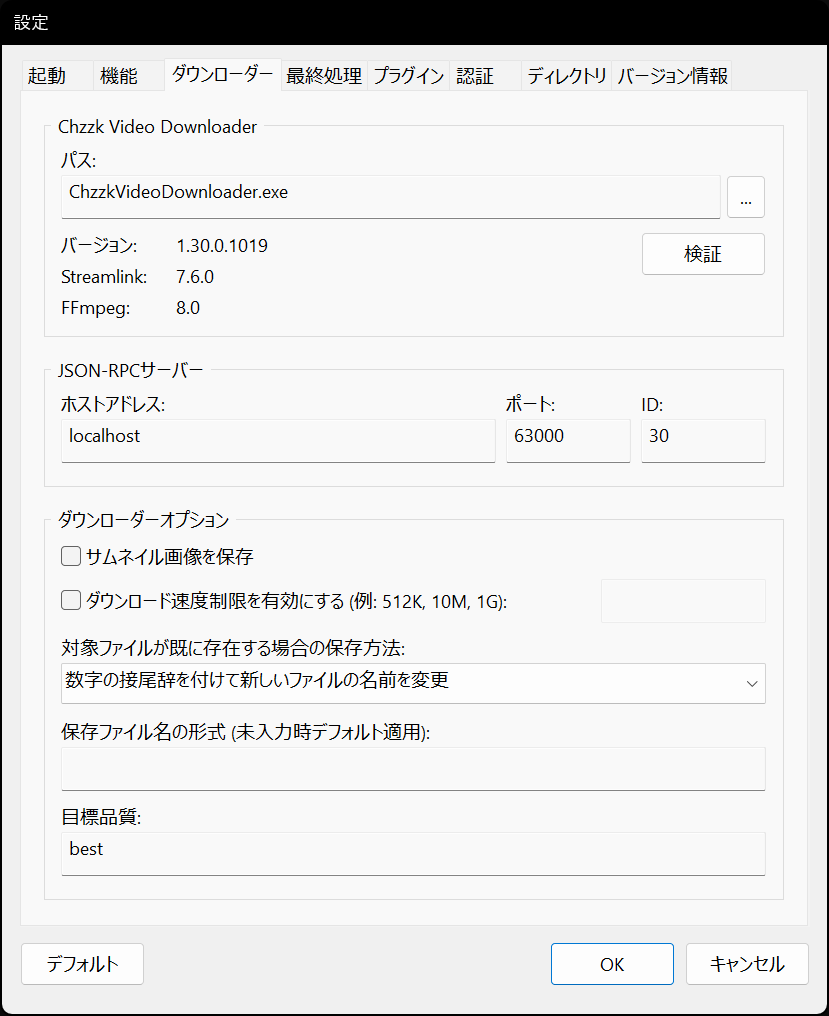 設定
起動 機能 ダウンローダー 最終処理 プラグイン 認証 ディレクトリ バージョン情報
Chzzk Video Downloader
パス:
ChzzkVideoDownloader.exe
...
バージョン: 1.30.0.1019
検証
Streamlink: 7.6.0
FFmpeg: 8.0
JSON-RPCサーバー
ホストアドレス: ポート: ID:
localhost 63000 30
ダウンローダーオプション
サムネイル画像を保存
ダウンロード速度制限を有効にする (例: 512K, 10M, 1G):
対象ファイルが既に存在する場合の保存方法:
数字の接尾辞を付けて新しいファイルの名前を変更
保存ファイル名の形式 (未入力時デフォルト適用):
目標品質:
best
デフォルト OK キャンセル